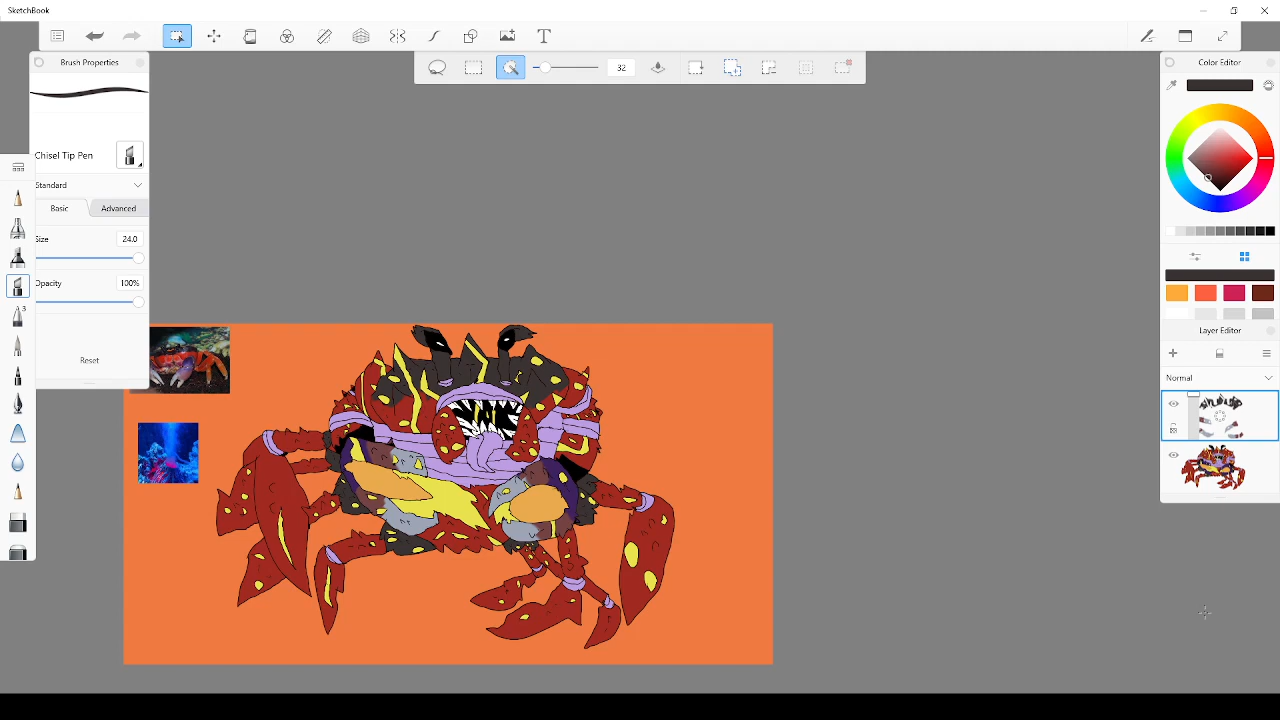 SketchBook
Brush Properties
32
Color Editor
Chisel Tip Pen
Standard
Basic
Advanced
Size
24.0
Opacity
100%
3
Reset
Layer Editor
Normal